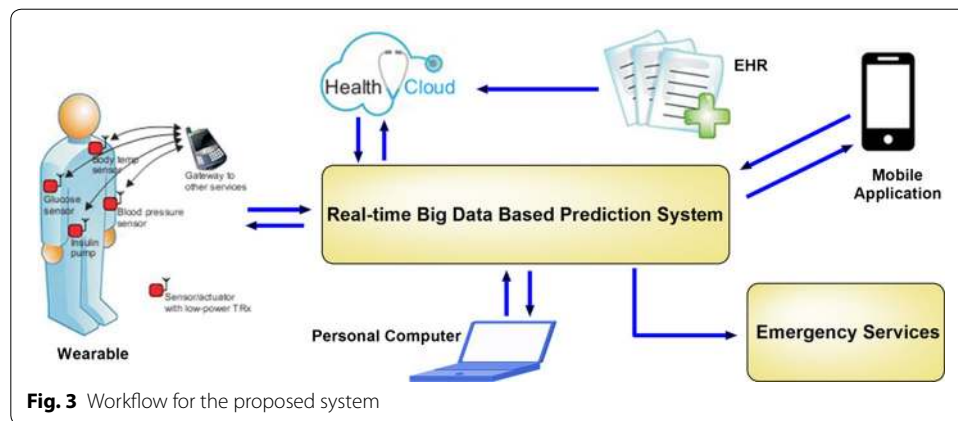 Health Cloud
EHR
Mobile
Application
Body temp
sensor
Gateway to
other services
Glucose
sensor
Blood pressure
sensor
Insulin
pump
Sensor/actuator
with low-power TRx
Wearable
Real-time Big Data Based Prediction System
Personal Computer
Emergency Services
Fig. 3 Workflow for the proposed system